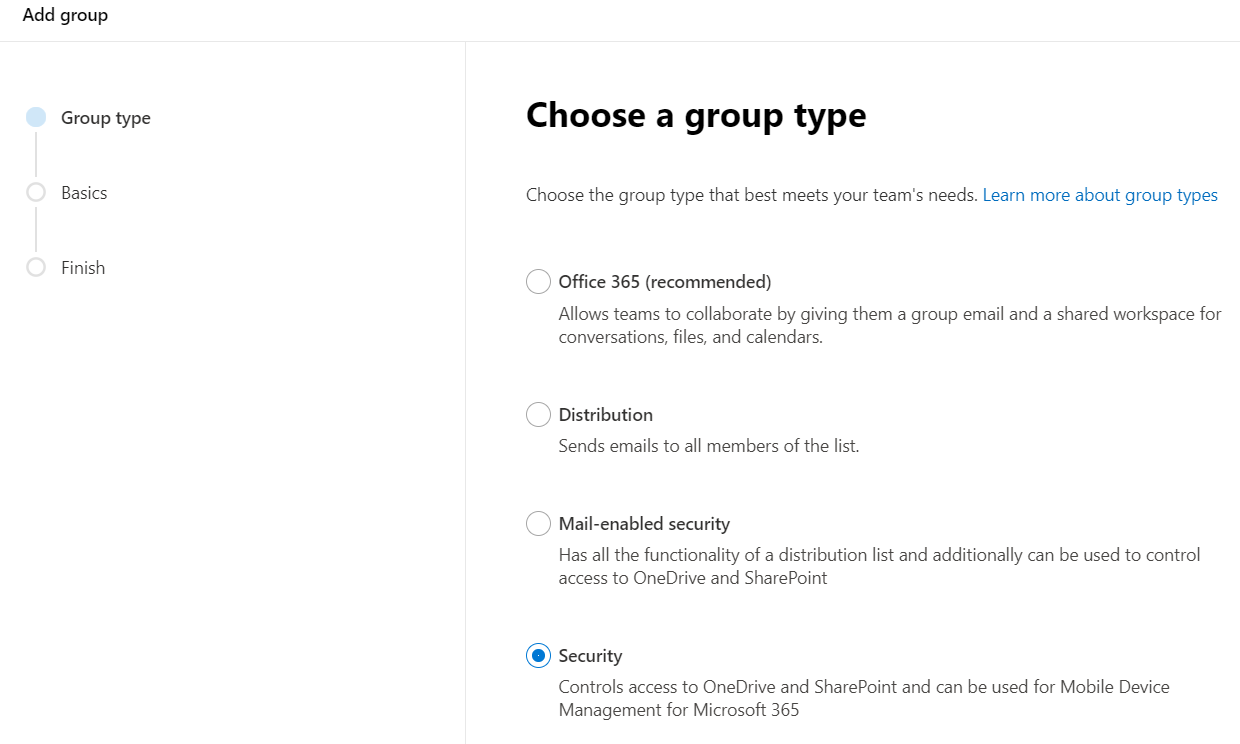 Add group
Group type
Basics
Finish
Choose a group type
Choose the group type that best meets your team's needs. Learn more about group types
Office 365 (recommended)
Allows teams to collaborate by giving them a group email and a shared workspace for
conversations, files, and calendars.
Distribution
Sends emails to all members of the list.
Mail-enabled security
Has all the functionality of a distribution list and additionally can be used to control
access to OneDrive and SharePoint
Security
Controls access to OneDrive and SharePoint and can be used for Mobile Device
Management for Microsoft 365